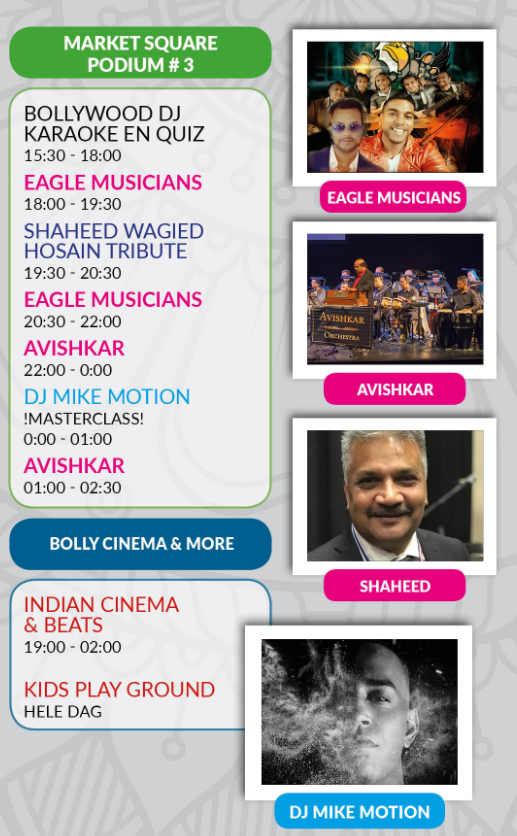 MARKET SQUARE
PODIUM # 3
BOLLYWOOD DJ
KARAOKE EN QUIZ
15:30 - 18:00
EAGLE MUSICIANS
18:00 - 19:30
SHAHEED WAGIED
HOSAIN TRIBUTE
19:30 - 20:30
EAGLE MUSICIANS
20:30 - 22:00
AVISHKAR
22:00 - 0:00
DJ MIKE MOTION
!MASTERCLASS!
0:00 - 01:00
AVISHKAR
01:00 - 02:30
BOLLY CINEMA & MORE
INDIAN CINEMA
& BEATS
19:00 - 02:00
KIDS PLAY GROUND
HELE DAG
EAGLE MUSICIANS
AVISHKAR
ORCHESTRA
AVISHKAR
SHAHEED
DJ MIKE MOTION